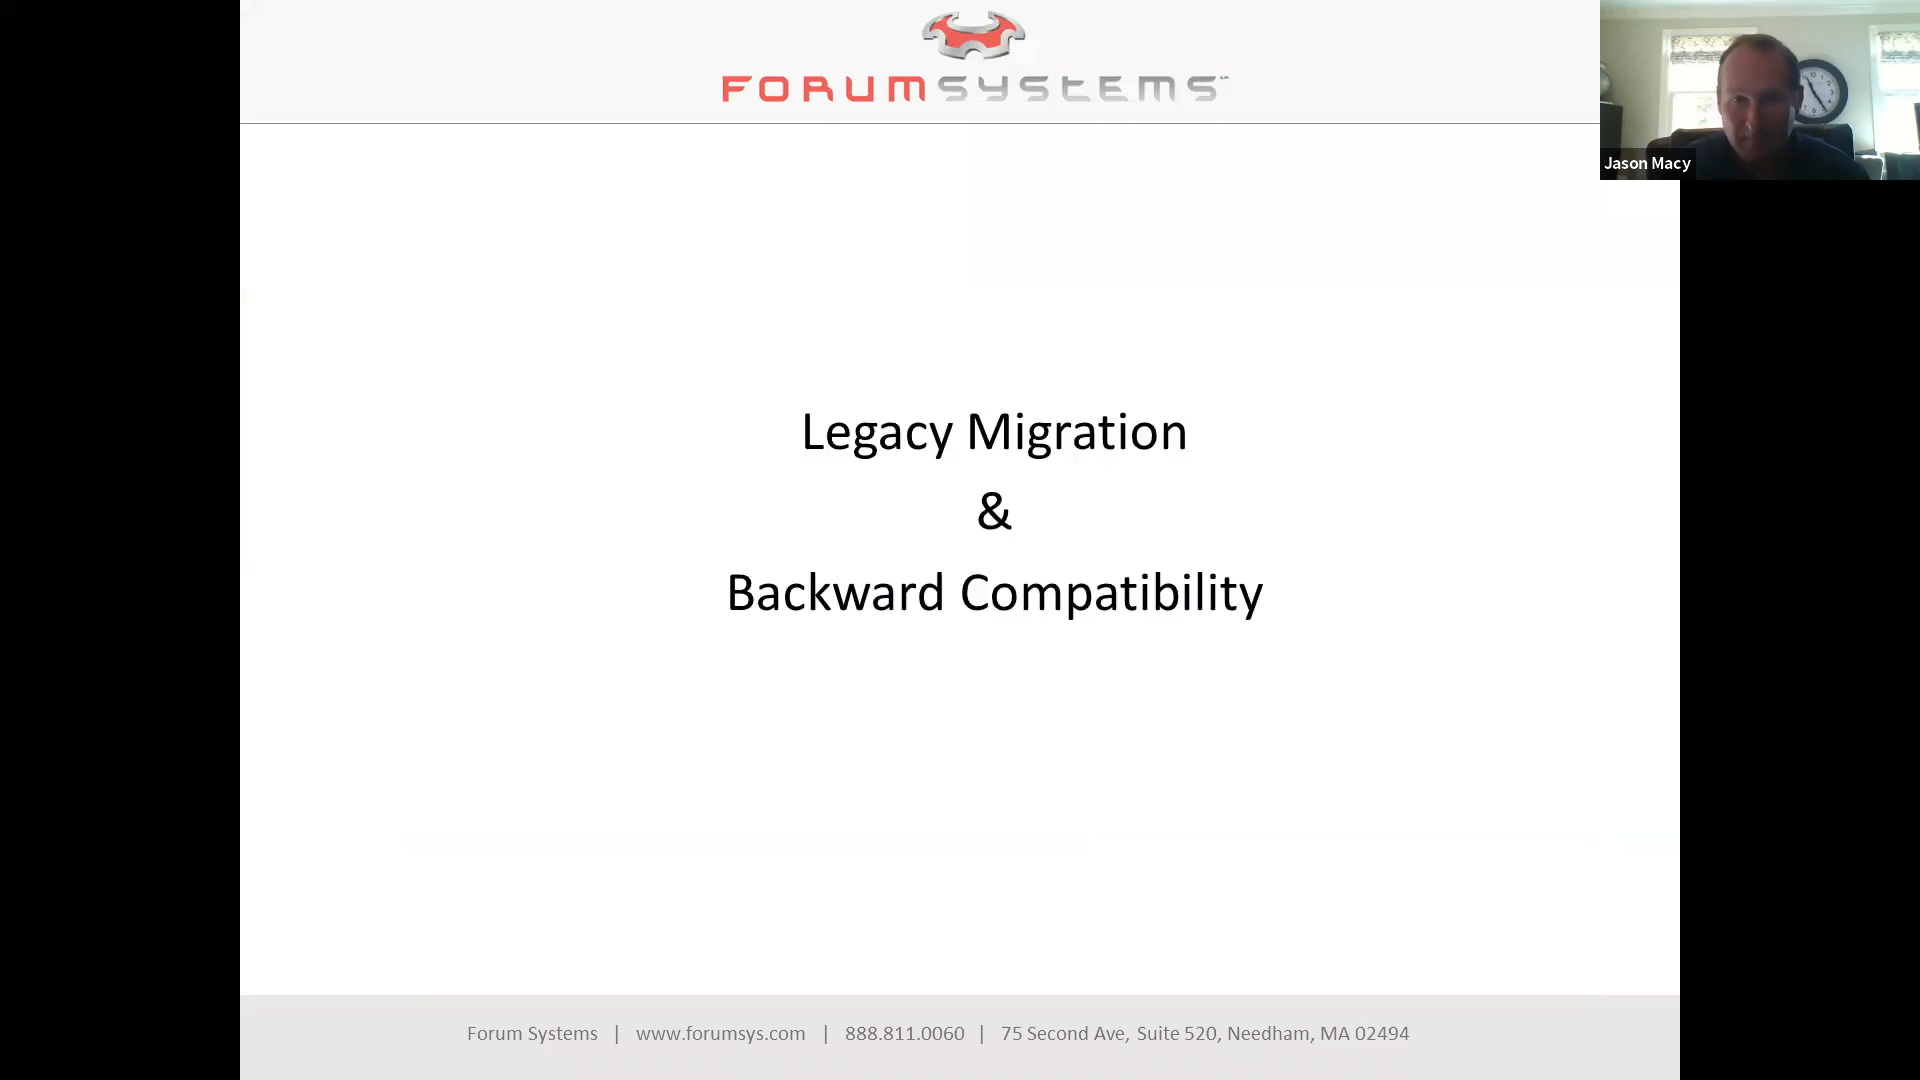 FORUMSYSTEMS
Jason Macy
Legacy Migration
&
Backward Compatibility
Forum Systems | www.forumsys.com | 888.811.0060 | 75 Second Ave, Suite 520, Needham, MA 02494